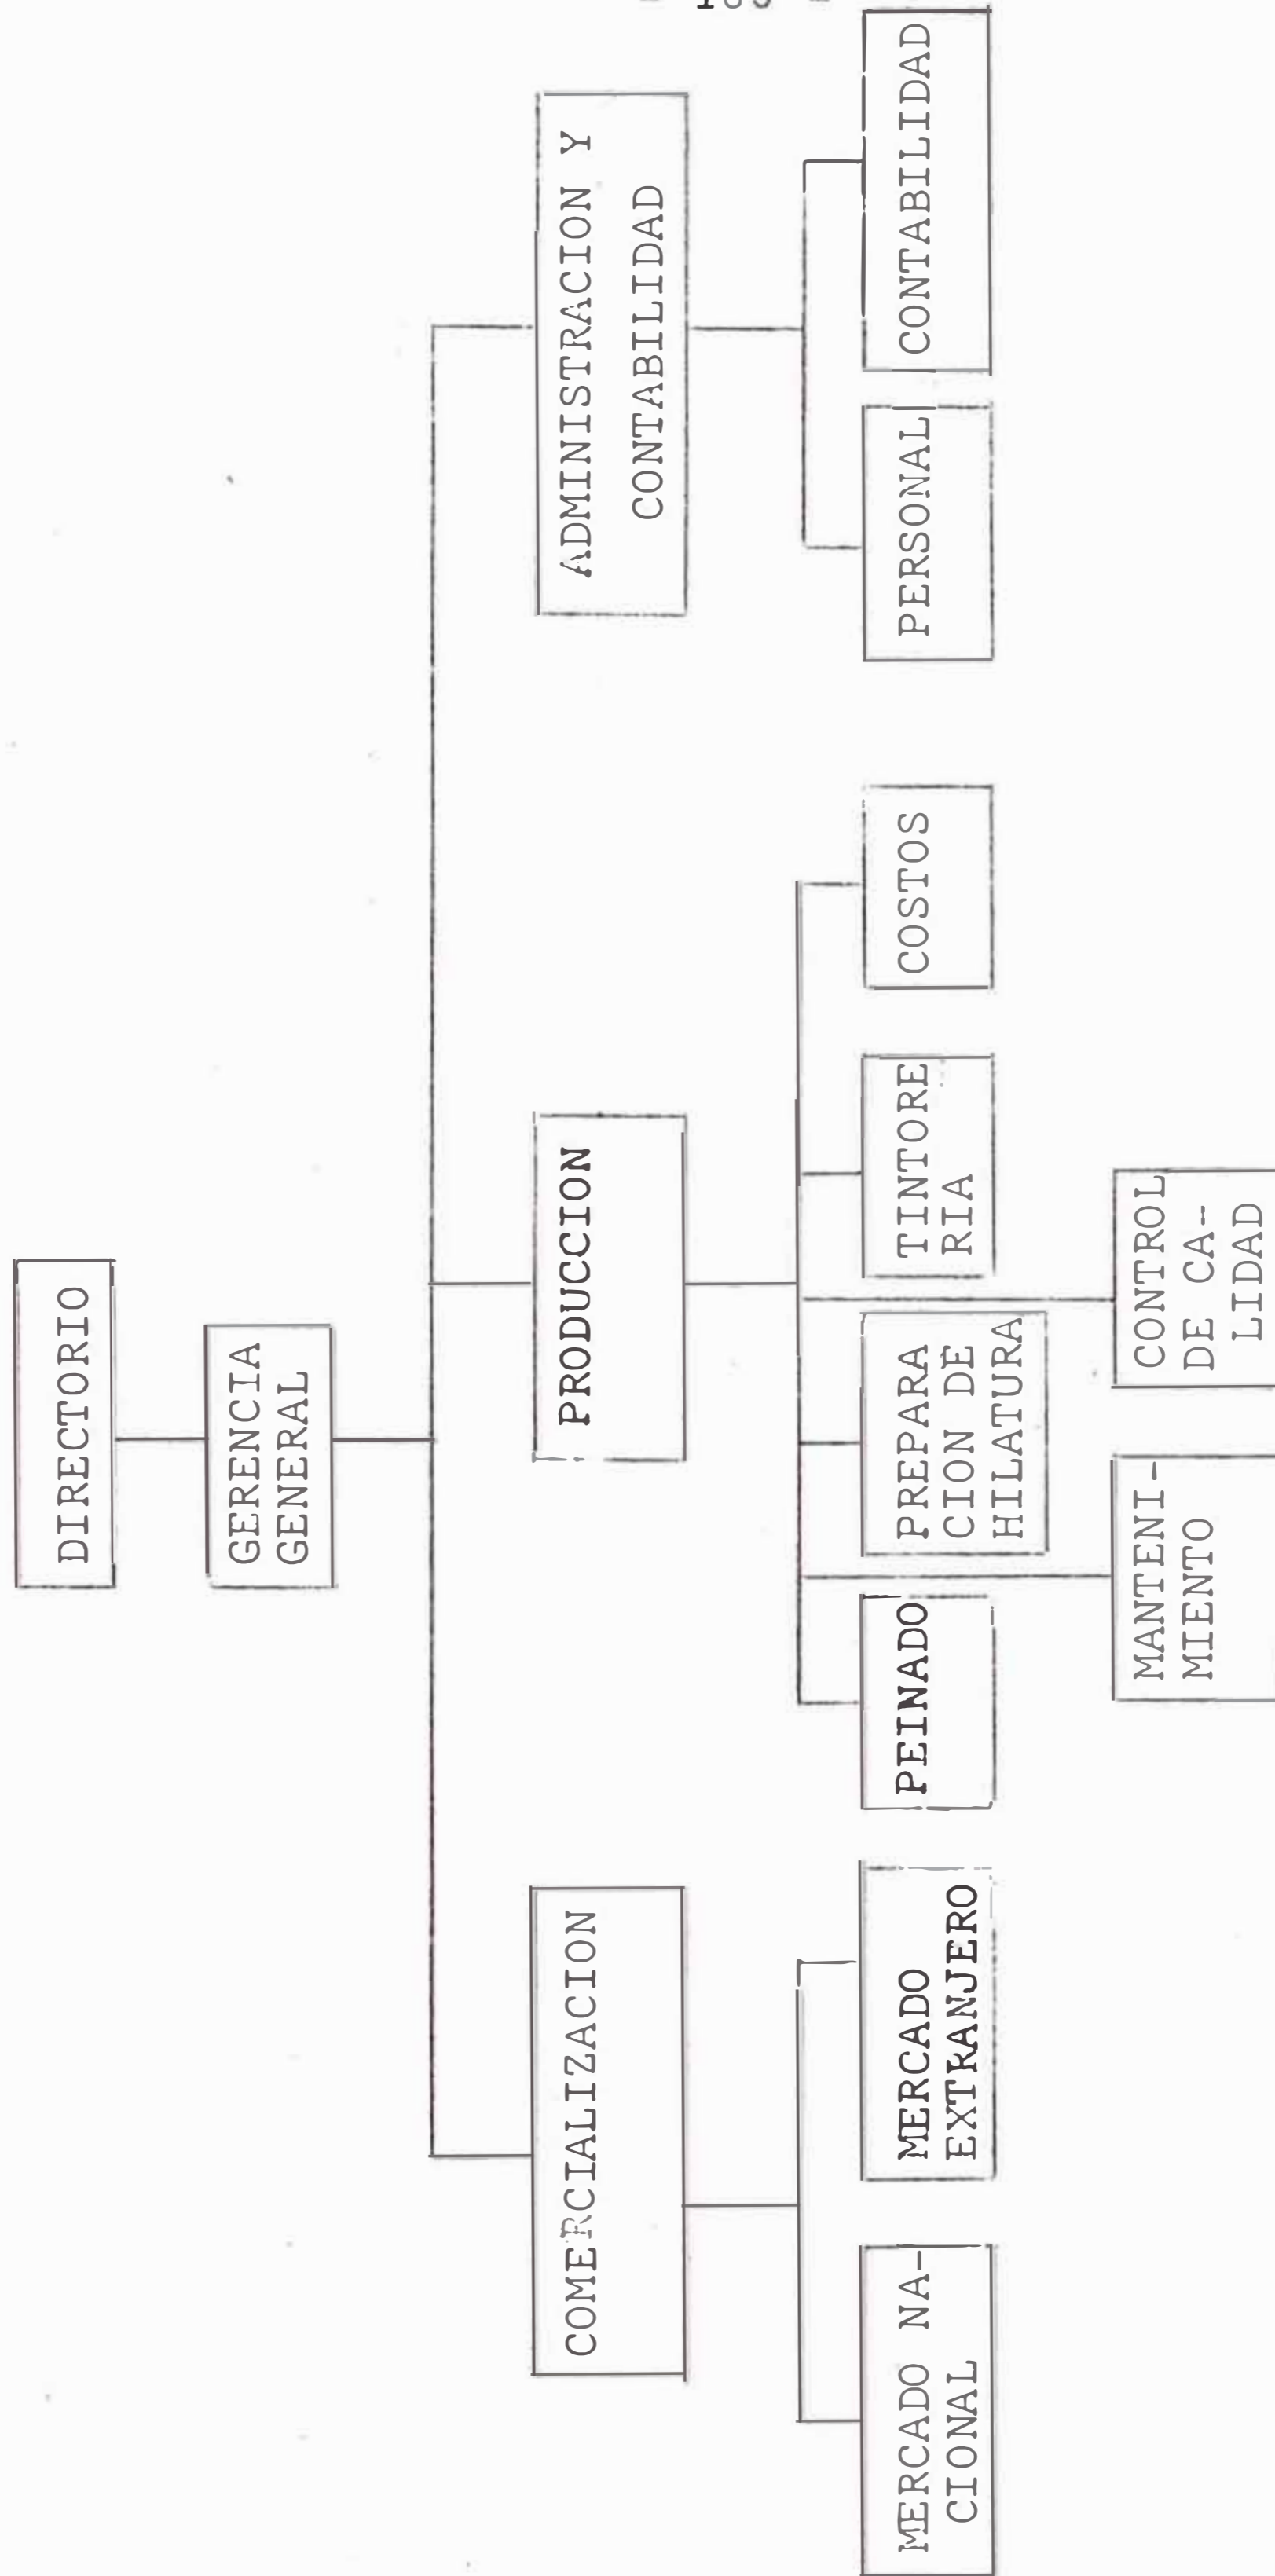 DIRECTORIO
GERENCIA
GENERAL
COMERCIALIZACION
PRODUCCION
ADMINISTRACION Y
CONTABILIDAD
MERCADO NA-
CIONAL
MERCADO
EXTRANJERO
PEINADO
PREPARA
CION DE
HILATURA
TINTORE
RIA
COSTOS
PERSONAL
CONTABILIDAD
MANTENI-
MIENTO
CONTROL
DE CA-
LIDAD